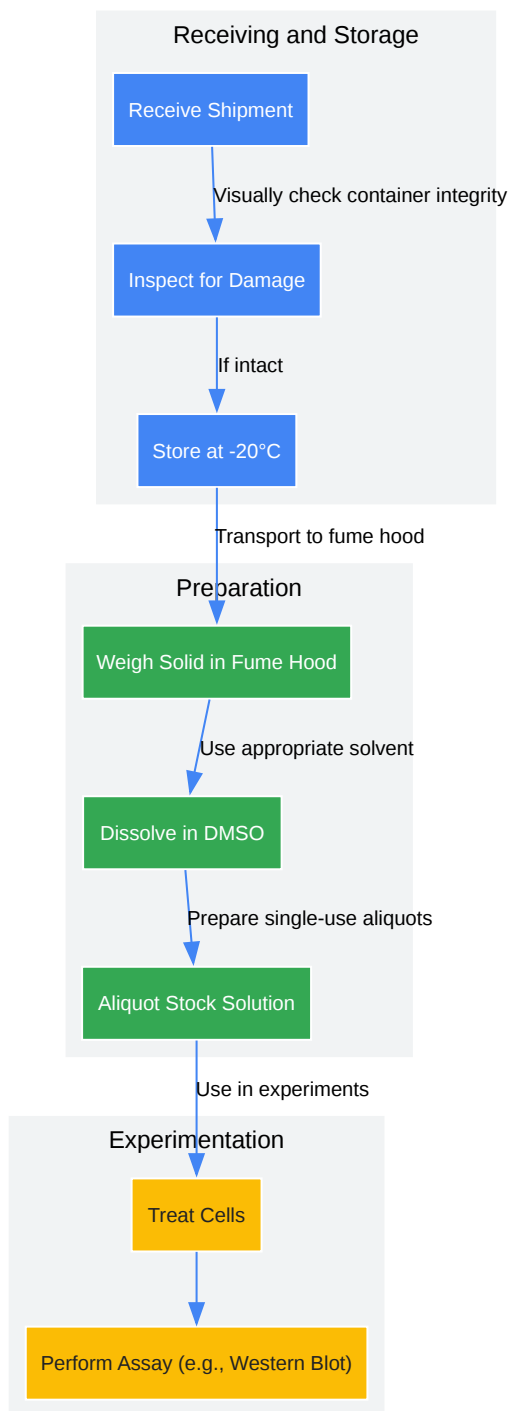 Receiving and Storage
Receive Shipment
Visually check container integrity
Inspect for Damage
If intact
Store at -20°C
Transport to fume hood
Preparation
Weigh Solid in Fume Hood
Use appropriate solvent
Dissolve in DMSO
Prepare single-use aliquots
Aliquot Stock Solution
Use in experiments
Experimentation
Treat Cells
Perform Assay (e.g., Western Blot)